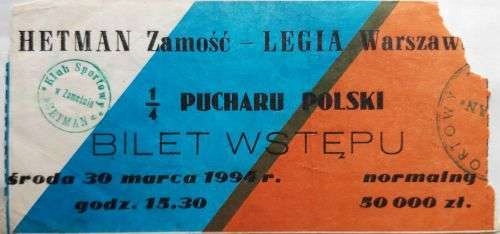 HETMAN Zamość - LEGIA Warszaw
Klub Sportowy
w Zamościu
"HETMAN"
1/4 PUCHARU POLSKI
BILET WSTĘPU
środa 30 marca 1994 r. normalny
godz. 15.30 50 000 zł.